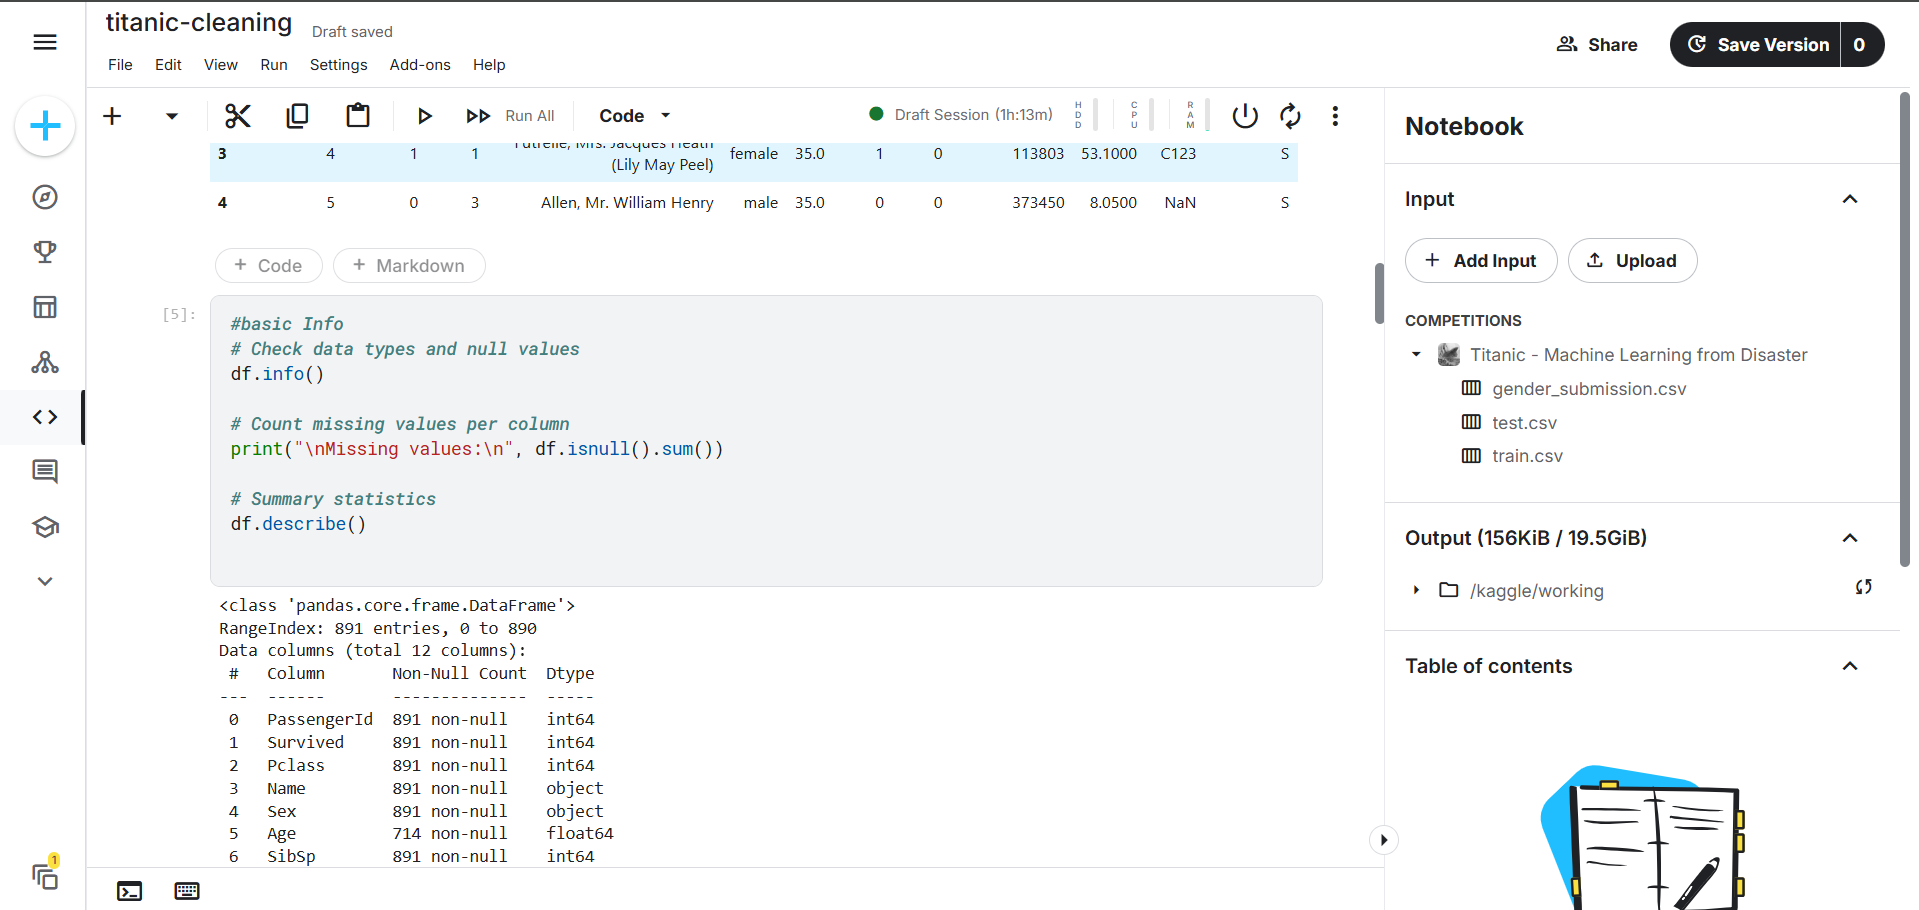 titanic-cleaning Draft saved
File Edit View Run Settings Add-ons Help
Share
Save Version 0
Run All
Code
Draft Session (1h:13m)
HDD
CPU
RAM
3 4 1 1 Futrelle, Mrs. Jacques Heath (Lily May Peel) female 35.0 1 0 113803 53.1000 C123 S
4 5 0 3 Allen, Mr. William Henry male 35.0 0 0 373450 8.0500 NaN S
+ Code + Markdown
[5]:
#basic Info
# Check data types and null values
df.info()
# Count missing values per column
print("\nMissing values:\n", df.isnull().sum())
# Summary statistics
df.describe()
<class 'pandas.core.frame.DataFrame'>
RangeIndex: 891 entries, 0 to 890
Data columns (total 12 columns):
# Column Non-Null Count Dtype
--- ------ -------------- -----
0 PassengerId 891 non-null int64
1 Survived 891 non-null int64
2 Pclass 891 non-null int64
3 Name 891 non-null object
4 Sex 891 non-null object
5 Age 714 non-null float64
6 SibSp 891 non-null int64
1
Notebook
Input
+ Add Input
Upload
COMPETITIONS
Titanic - Machine Learning from Disaster
gender_submission.csv
test.csv
train.csv
Output (156KiB / 19.5GiB)
/kaggle/working
Table of contents